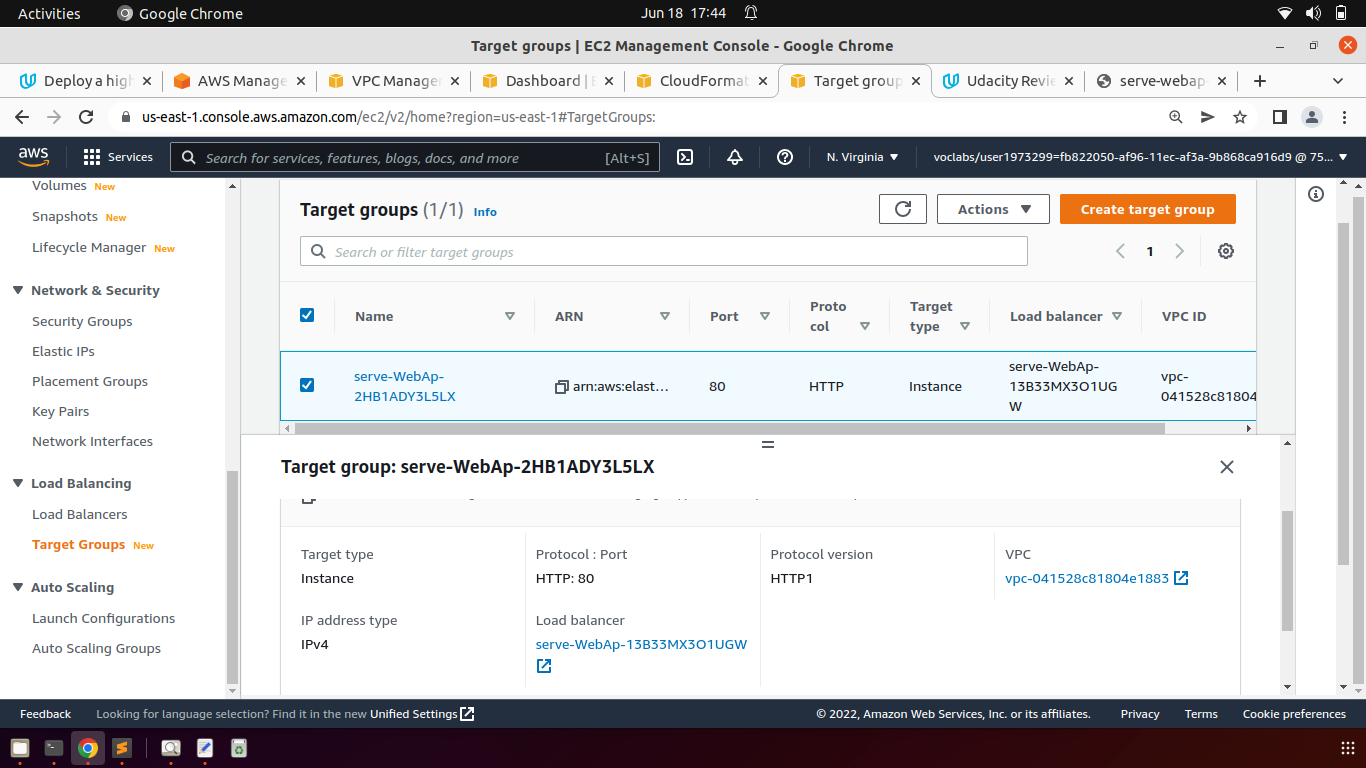 Activities
Google Chrome
Jun 18 17:44
Target groups | EC2 Management Console - Google Chrome
Deploy a high
AWS Manage
VPC Manager
Dashboard | E
CloudFormat
Target group
Udacity Revie
serve-webap
us-east-1.console.aws.amazon.com/ec2/v2/home?region=us-east-1#TargetGroups:
aws
Services
Search for services, features, blogs, docs, and more
[Alt+S]
N. Virginia
voclabs/user1973299=fb822050-af96-11ec-af3a-9b868ca916d9 @ 75...
Volumes New
Snapshots New
Lifecycle Manager New
Network & Security
Security Groups
Elastic IPs
Placement Groups
Key Pairs
Network Interfaces
Load Balancing
Load Balancers
Target Groups New
Auto Scaling
Launch Configurations
Auto Scaling Groups
Target groups (1/1) Info
Actions
Create target group
Search or filter target groups
1
Name
ARN
Port
Proto
col
Target
type
Load balancer
VPC ID
serve-WebAp-
2HB1ADY3L5LX
arn:aws:elast...
80
HTTP
Instance
serve-WebAp-
13B33MX3O1UG
W
vpc-
041528c81804
Target group: serve-WebAp-2HB1ADY3L5LX
Target type
Instance
Protocol : Port
HTTP: 80
Protocol version
HTTP1
VPC
vpc-041528c81804e1883
IP address type
IPv4
Load balancer
serve-WebAp-13B33MX3O1UGW
Feedback
Looking for language selection? Find it in the new Unified Settings
© 2022, Amazon Web Services, Inc. or its affiliates.
Privacy
Terms
Cookie preferences